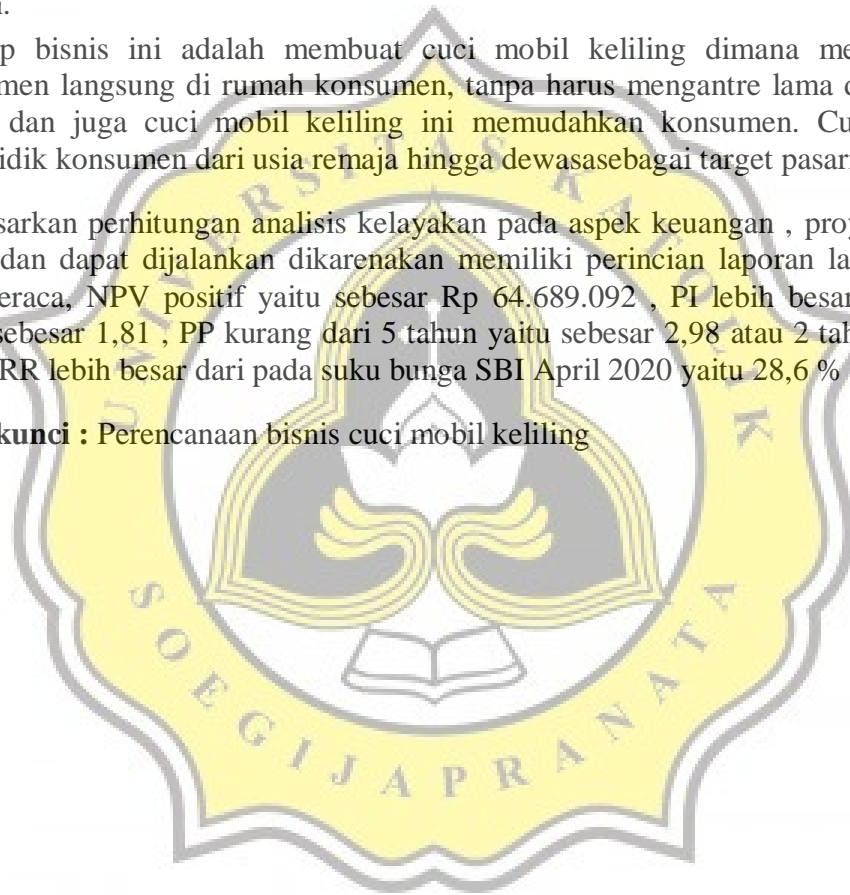 .
p bisnis ini adalah membuat cuci mobil keliling dimana me
men langsung di rumah konsumen, tanpa harus mengantre lama d
dan juga cuci mobil keliling ini memudahkan konsumen. Cu
idik konsumen dari usia remaja hingga dewasasebagai target pasar
sarkan perhitungan analisis kelayakan pada aspek keuangan , proy
dan dapat dijalankan dikarenakan memiliki perincian laporan la
eraca, NPV positif yaitu sebesar Rp 64.689.092 , PI lebih besar
sebesar 1,81 , PP kurang dari 5 tahun yaitu sebesar 2,98 atau 2 tah
RR lebih besar dari pada suku bunga SBI April 2020 yaitu 28,6 %
kunci : Perencanaan bisnis cuci mobil keliling
UNIVERSITAS KATOLIK
SOEGIJAPRANATA